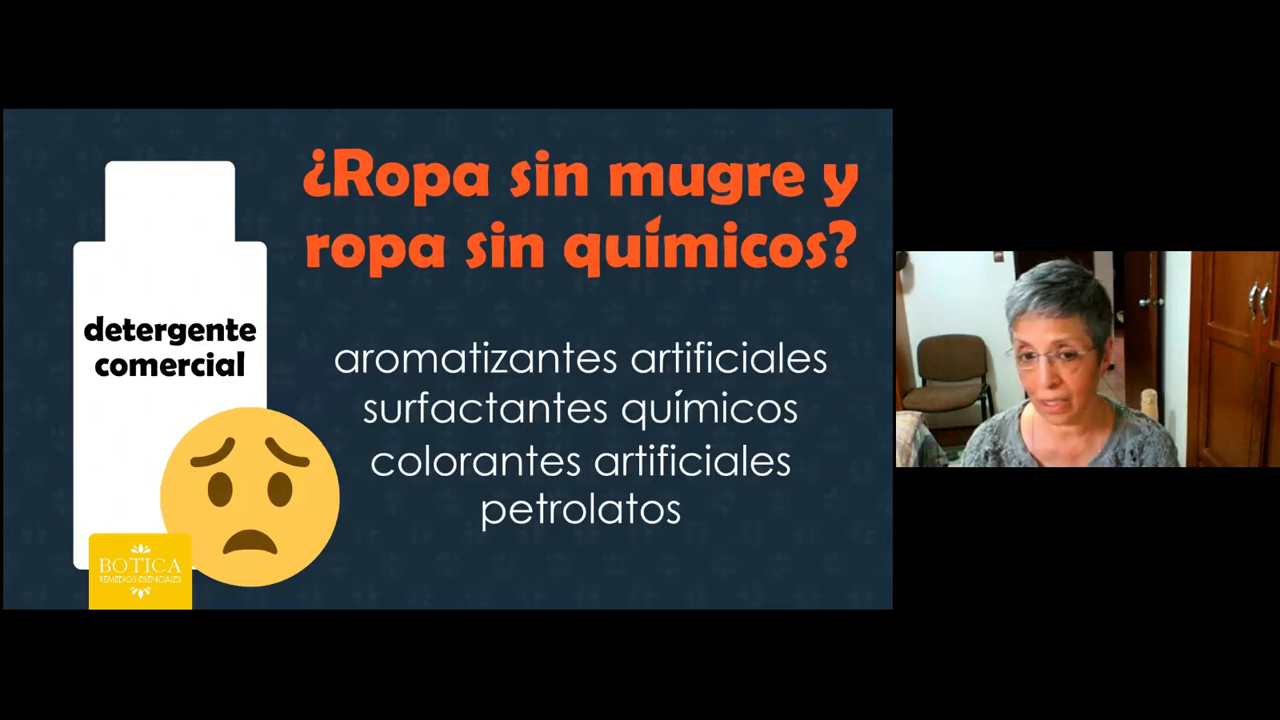 ¿Ropa sin mugre y
ropa sin químicos?
detergente
comercial
aromatizantes artificiales
surfactantes químicos
colorantes artificiales
petrolatos
BOTICA
REMEDIOS ESENCIALES